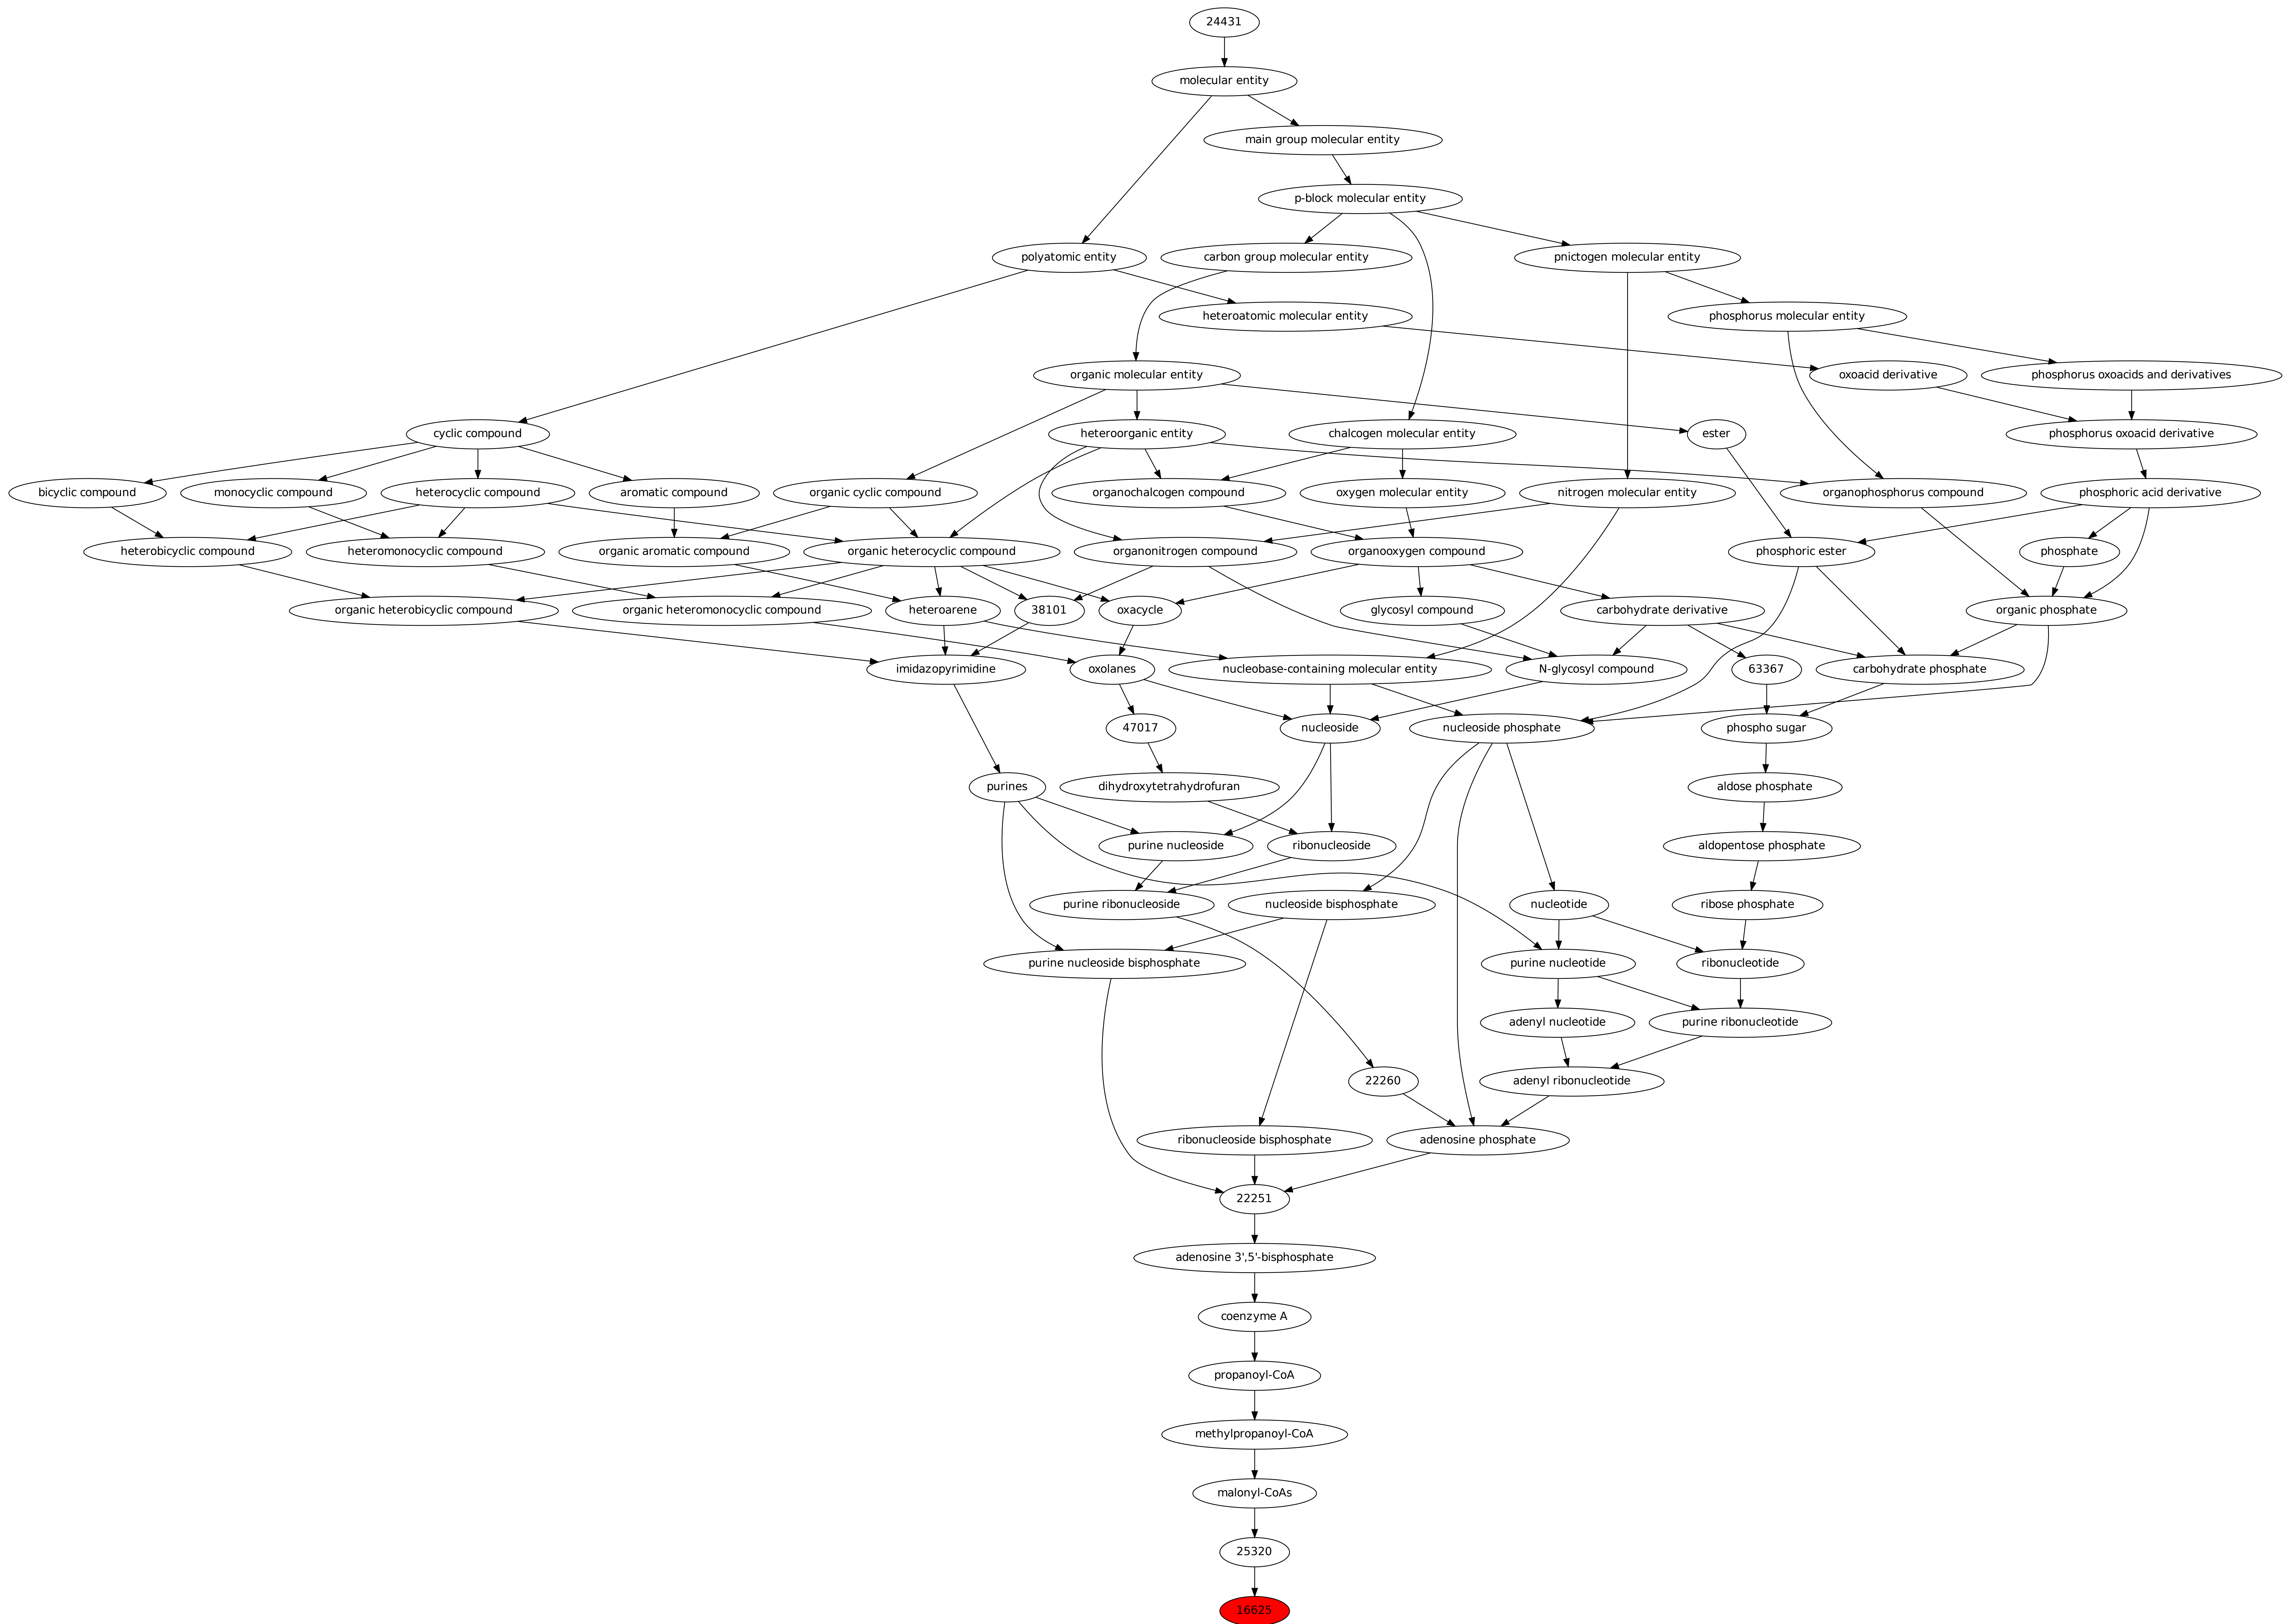 24431
molecular entity
main group molecular entity
p-block molecular entity
polyatomic entity
carbon group molecular entity
pnictogen molecular entity
heteroatomic molecular entity
phosphorus molecular entity
organic molecular entity
oxoacid derivative
phosphorus oxoacids and derivatives
cyclic compound
heteroorganic entity
chalcogen molecular entity
ester
phosphorus oxoacid derivative
bicyclic compound
monocyclic compound
heterocyclic compound
aromatic compound
organic cyclic compound
organochalcogen compound
oxygen molecular entity
nitrogen molecular entity
organophosphorus compound
phosphoric acid derivative
heterobicyclic compound
heteromonocyclic compound
organic aromatic compound
organic heterocyclic compound
organonitrogen compound
organooxygen compound
phosphoric ester
phosphate
organic heterobicyclic compound
organic heteromonocyclic compound
heteroarene
38101
oxacycle
glycosyl compound
carbohydrate derivative
organic phosphate
imidazopyrimidine
oxolanes
nucleobase-containing molecular entity
N-glycosyl compound
63367
carbohydrate phosphate
47017
nucleoside
nucleoside phosphate
phospho sugar
purines
dihydroxytetrahydrofuran
aldose phosphate
purine nucleoside
ribonucleoside
aldopentose phosphate
purine ribonucleoside
nucleoside bisphosphate
nucleotide
ribose phosphate
purine nucleoside bisphosphate
purine nucleotide
ribonucleotide
adenyl nucleotide
purine ribonucleotide
22260
adenyl ribonucleotide
ribonucleoside bisphosphate
adenosine phosphate
22251
adenosine 3',5'-bisphosphate
coenzyme A
propanoyl-CoA
methylpropanoyl-CoA
malonyl-CoAs
25320
16625